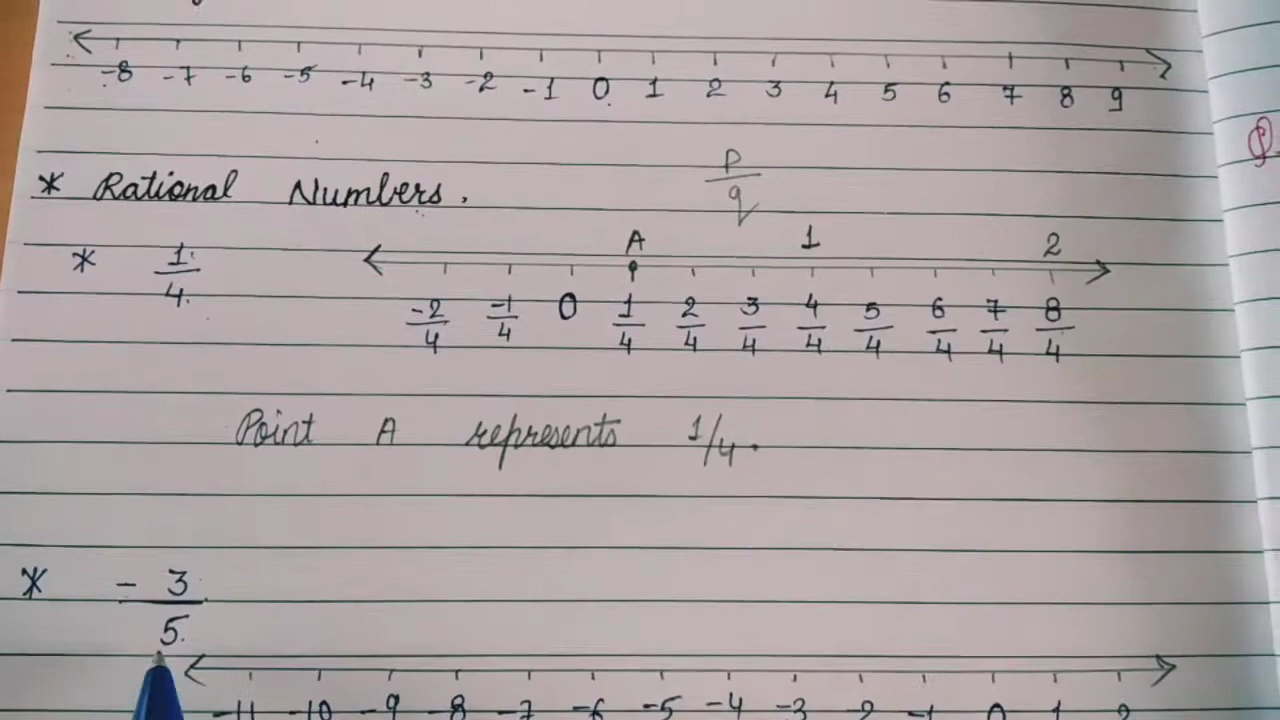 -8 -7 -6 -5 -4 -3 -2 -1 0 1 2 3 4 5 6 7 8 9
P/q
* Rational Numbers.
A 1 2
* 1/4
-2/4 -1/4 0 1/4 2/4 3/4 4/4 5/4 6/4 7/4 8/4
Point A represents 1/4.
* -3/5
-11 -10 -9 -8 -7 -6 -5 -4 -3 -2 -1 0 1 2